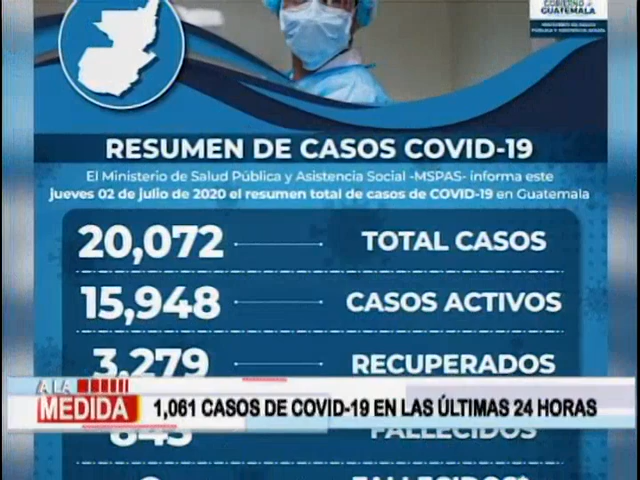 GOBIERNO de
GUATEMALA
RESUMEN DE CASOS COVID-19
El Ministerio de Salud Pública y Asistencia Social -MSPAS- informa este
jueves 02 de julio de 2020 el resumen total de casos de COVID-19 en Guatemala
20,072 TOTAL CASOS
15,948 CASOS ACTIVOS
3,279 RECUPERADOS
A LA
MEDIDA
1,061 CASOS DE COVID-19 EN LAS ÚLTIMAS 24 HORAS
FALLECIDOS